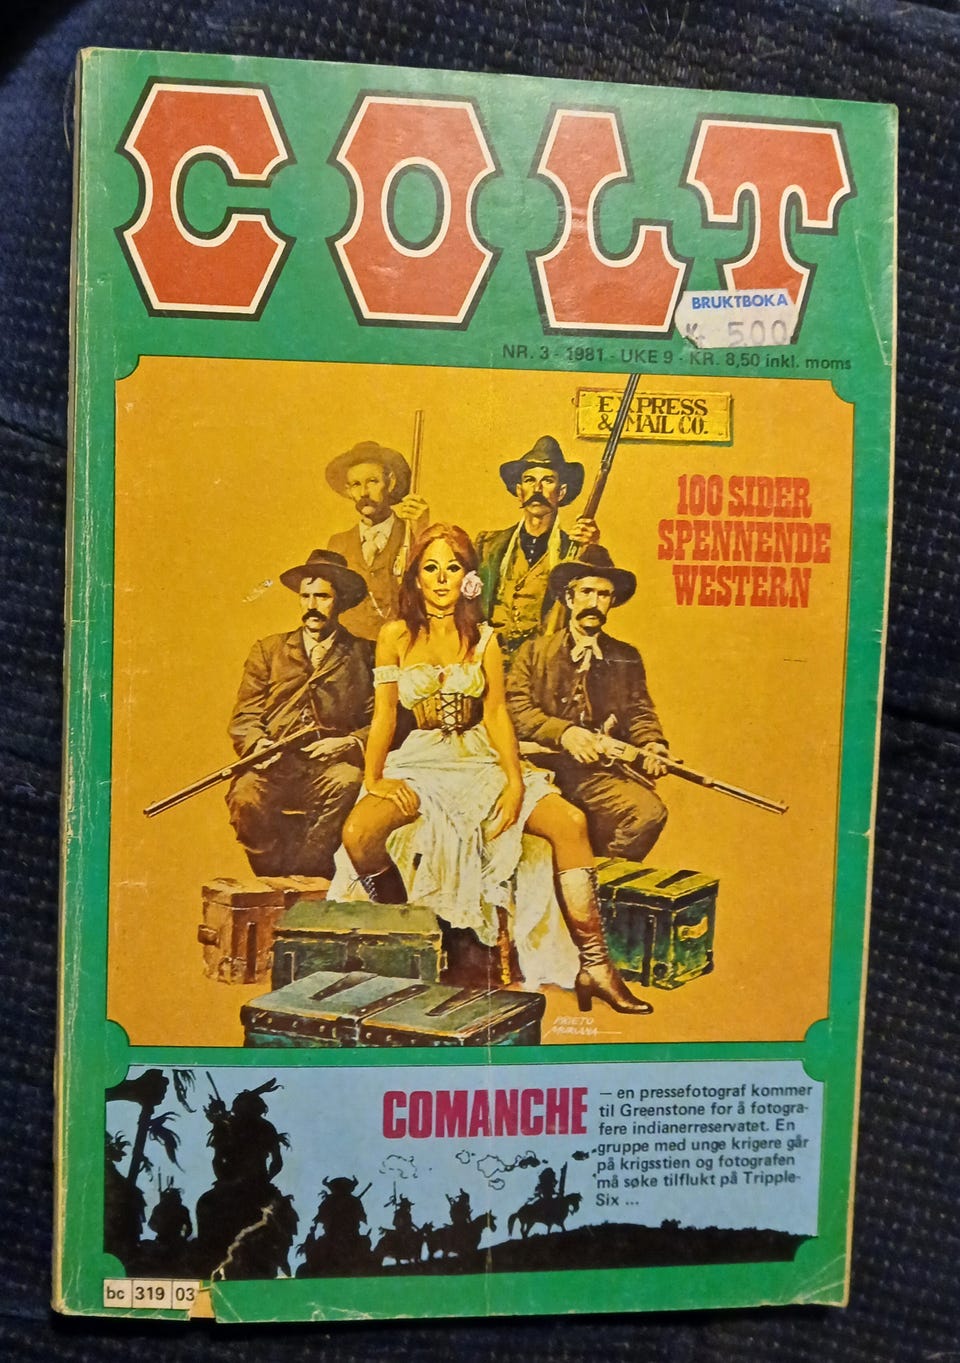 COLT
BRUKTBOKA
Kr 5.00
NR. 3 - 1981 - UKE 9 - KR. 8,50 inkl. moms
EXPRESS
& MAIL CO.
100 SIDER
SPENNENDE
WESTERN
PRIETO
MURIANA
COMANCHE
– en pressefotograf kommer
til Greenstone for å fotogra-
fere indianerreservatet. En
gruppe med unge krigere går
på krigsstien og fotografen
må søke tilflukt på Tripple-
Six ...
bc 319 03